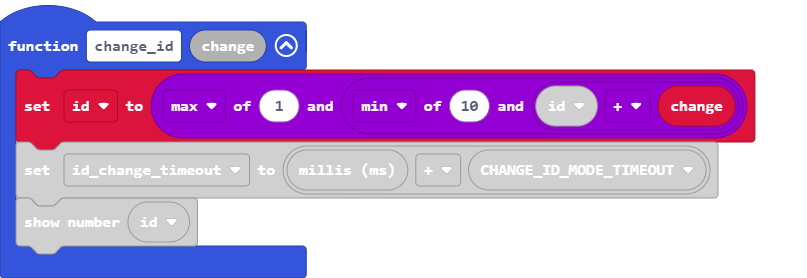 function change_id change
set id to max of 1 and min of 10 and id + change
set id_change_timeout to millis (ms) + CHANGE_ID_MODE_TIMEOUT
show number id